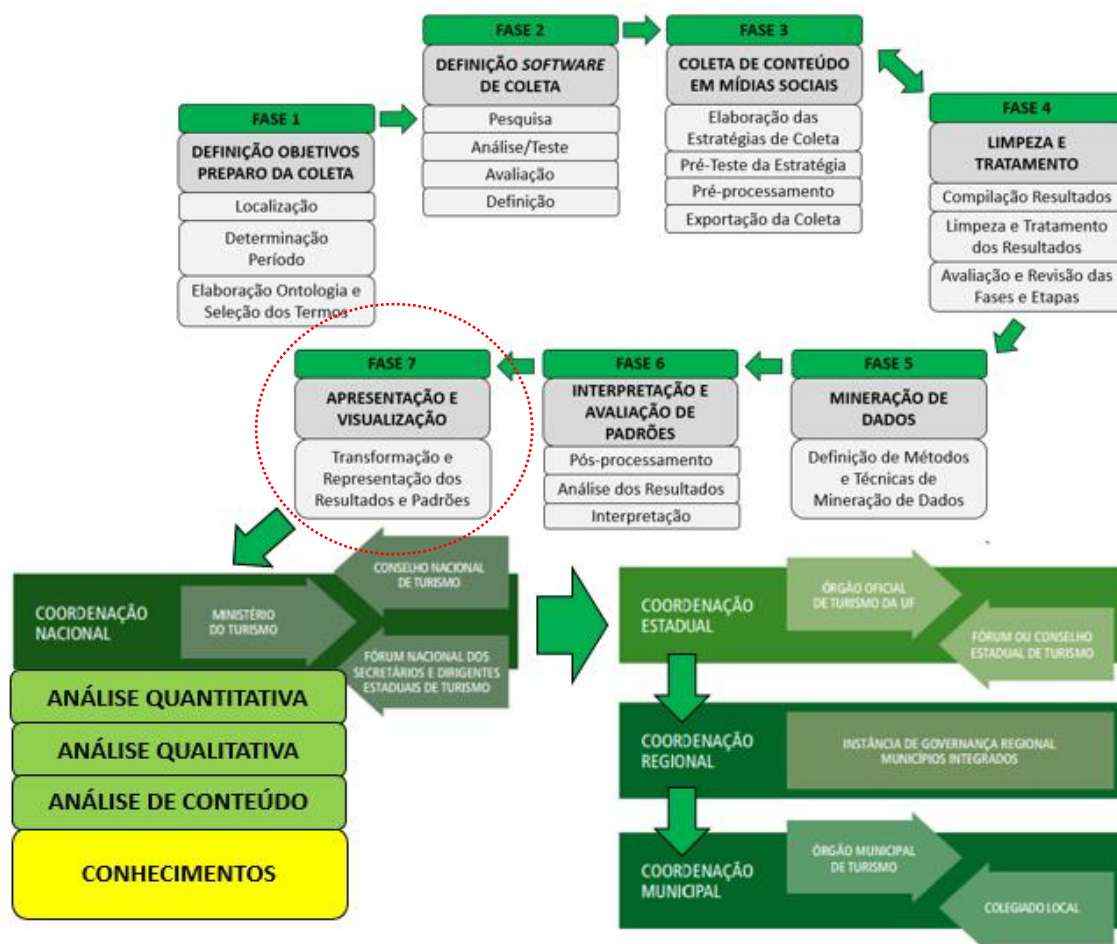 FASE 1
DEFINIÇÃO OBJETIVOS
PREPARO DA COLETA
Localização
Determinação
Período
Elaboração Ontologia e
Seleção dos Termos
FASE 2
DEFINIÇÃO SOFTWARE
DE COLETA
Pesquisa
Análise/Teste
Avaliação
Definição
FASE 3
COLETA DE CONTEÚDO
EM MÍDIAS SOCIAIS
Elaboração das
Estratégias de Coleta
Pré-Teste da Estratégia
Pré-processamento
Exportação da Coleta
FASE 4
LIMPEZA E
TRATAMENTO
Compilação Resultados
Limpeza e Tratamento
dos Resultados
Avaliação e Revisão das
Fases e Etapas
FASE 5
MINERAÇÃO DE
DADOS
Definição de Métodos
e Técnicas de
Mineração de Dados
FASE 6
INTERPRETAÇÃO E
AVALIAÇÃO DE
PADRÕES
Pós-processamento
Análise dos Resultados
Interpretação
FASE 7
APRESENTAÇÃO E
VISUALIZAÇÃO
Transformação e
Representação dos
Resultados e Padrões
COORDENAÇÃO
NACIONAL
MINISTÉRIO
DO TURISMO
CONSELHO NACIONAL
DE TURISMO
FÓRUM NACIONAL DOS
SECRETÁRIOS E DIRIGENTES
ESTADUAIS DE TURISMO
ANÁLISE QUANTITATIVA
ANÁLISE QUALITATIVA
ANÁLISE DE CONTEÚDO
CONHECIMENTOS
COORDENAÇÃO
ESTADUAL
ÓRGÃO OFICIAL
DE TURISMO DA UF
FÓRUM OU CONSELHO
ESTADUAL DE TURISMO
COORDENAÇÃO
REGIONAL
INSTÂNCIA DE GOVERNANÇA REGIONAL
MUNICÍPIOS INTEGRADOS
COORDENAÇÃO
MUNICIPAL
ÓRGÃO MUNICIPAL
DE TURISMO
COLEGIADO LOCAL